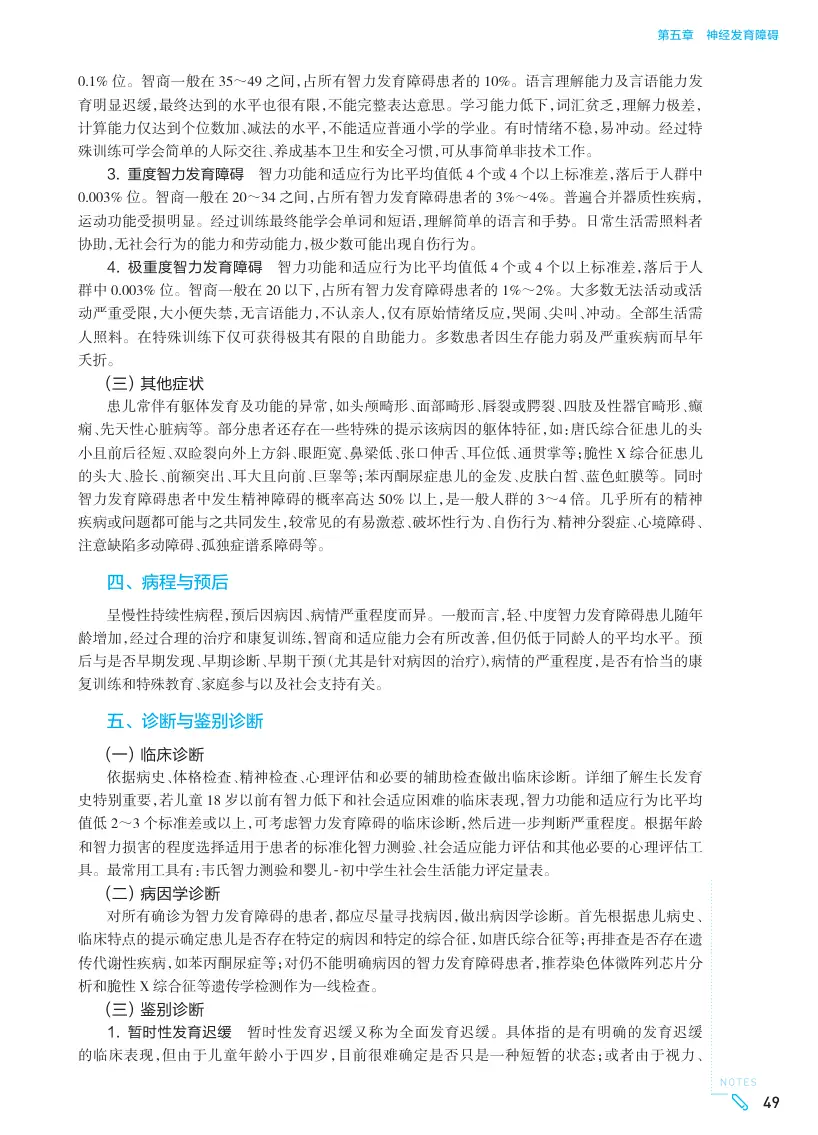 第五章　神经发育障碍
0.1% 位。智商一般在 35～49 之间,占所有智力发育障碍患者的 10%。语言理解能力及言语能力发
育明显迟缓,最终达到的水平也很有限,不能完整表达意思。学习能力低下,词汇贫乏,理解力极差,
计算能力仅达到个位数加、减法的水平,不能适应普通小学的学业。有时情绪不稳,易冲动。经过特
殊训练可学会简单的人际交往、养成基本卫生和安全习惯,可从事简单非技术工作。
3. 重度智力发育障碍　智力功能和适应行为比平均值低 4 个或 4 个以上标准差,落后于人群中
0.003% 位。智商一般在 20～34 之间,占所有智力发育障碍患者的 3%～4%。普遍合并器质性疾病,
运动功能受损明显。经过训练最终能学会单词和短语,理解简单的语言和手势。日常生活需照料者
协助,无社会行为的能力和劳动能力,极少数可能出现自伤行为。
4. 极重度智力发育障碍　智力功能和适应行为比平均值低 4 个或 4 个以上标准差,落后于人
群中 0.003% 位。智商一般在 20 以下,占所有智力发育障碍患者的 1%～2%。大多数无法活动或活
动严重受限,大小便失禁,无言语能力,不认亲人,仅有原始情绪反应,哭闹、尖叫、冲动。全部生活需
人照料。在特殊训练下仅可获得极其有限的自助能力。多数患者因生存能力弱及严重疾病而早年
夭折。
（三）其他症状
患儿常伴有躯体发育及功能的异常,如头颅畸形、面部畸形、唇裂或腭裂、四肢及性器官畸形、癫
痫、先天性心脏病等。部分患者还存在一些特殊的提示该病因的躯体特征,如:唐氏综合征患儿的头
小且前后径短、双睑裂向外上方斜、眼距宽、鼻梁低、张口伸舌、耳位低、通贯掌等;脆性 X 综合征患儿
的头大、脸长、前额突出、耳大且向前、巨睾等;苯丙酮尿症患儿的金发、皮肤白皙、蓝色虹膜等。同时
智力发育障碍患者中发生精神障碍的概率高达 50% 以上,是一般人群的 3～4 倍。几乎所有的精神
疾病或问题都可能与之共同发生,较常见的有易激惹、破坏性行为、自伤行为、精神分裂症、心境障碍、
注意缺陷多动障碍、孤独症谱系障碍等。
四、病程与预后
呈慢性持续性病程,预后因病因、病情严重程度而异。一般而言,轻、中度智力发育障碍患儿随年
龄增加,经过合理的治疗和康复训练,智商和适应能力会有所改善,但仍低于同龄人的平均水平。预
后与是否早期发现、早期诊断、早期干预（尤其是针对病因的治疗）,病情的严重程度,是否有恰当的康
复训练和特殊教育、家庭参与以及社会支持有关。
五、诊断与鉴别诊断
（一）临床诊断
依据病史、体格检查、精神检查、心理评估和必要的辅助检查做出临床诊断。详细了解生长发育
史特别重要,若儿童 18 岁以前有智力低下和社会适应困难的临床表现,智力功能和适应行为比平均
值低 2～3 个标准差或以上,可考虑智力发育障碍的临床诊断,然后进一步判断严重程度。根据年龄
和智力损害的程度选择适用于患者的标准化智力测验、社会适应能力评估和其他必要的心理评估工
具。最常用工具有:韦氏智力测验和婴儿-初中学生社会生活能力评定量表。
（二）病因学诊断
对所有确诊为智力发育障碍的患者,都应尽量寻找病因,做出病因学诊断。首先根据患儿病史、
临床特点的提示确定患儿是否存在特定的病因和特定的综合征,如唐氏综合征等;再排查是否存在遗
传代谢性疾病,如苯丙酮尿症等;对仍不能明确病因的智力发育障碍患者,推荐染色体微阵列芯片分
析和脆性 X 综合征等遗传学检测作为一线检查。
（三）鉴别诊断
1. 暂时性发育迟缓　暂时性发育迟缓又称为全面发育迟缓。具体指的是有明确的发育迟缓
的临床表现,但由于儿童年龄小于四岁,目前很难确定是否只是一种短暂的状态;或者由于视力、
NOTES
49